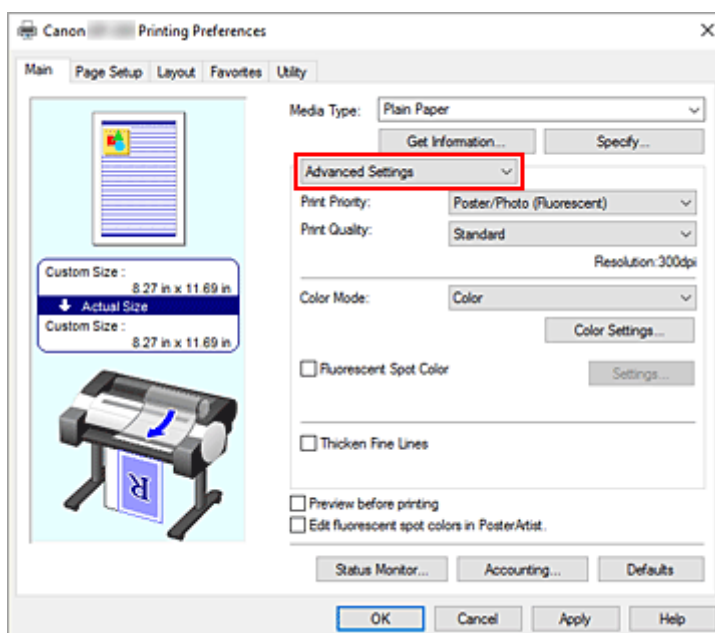 Canon Printing Preferences
Main Page Setup Layout Favorites Utility
Media Type: Plain Paper
Get Information... Specify...
Advanced Settings
Print Priority: Poster/Photo (Fluorescent)
Print Quality: Standard
Resolution:300dpi
Custom Size :
8.27 in x 11.69 in
Actual Size
Custom Size :
8.27 in x 11.69 in
Color Mode: Color
Color Settings...
Fluorescent Spot Color Settings...
Thicken Fine Lines
R
Preview before printing
Edit fluorescent spot colors in PosterArtist.
Status Monitor... Accounting... Defaults
OK Cancel Apply Help